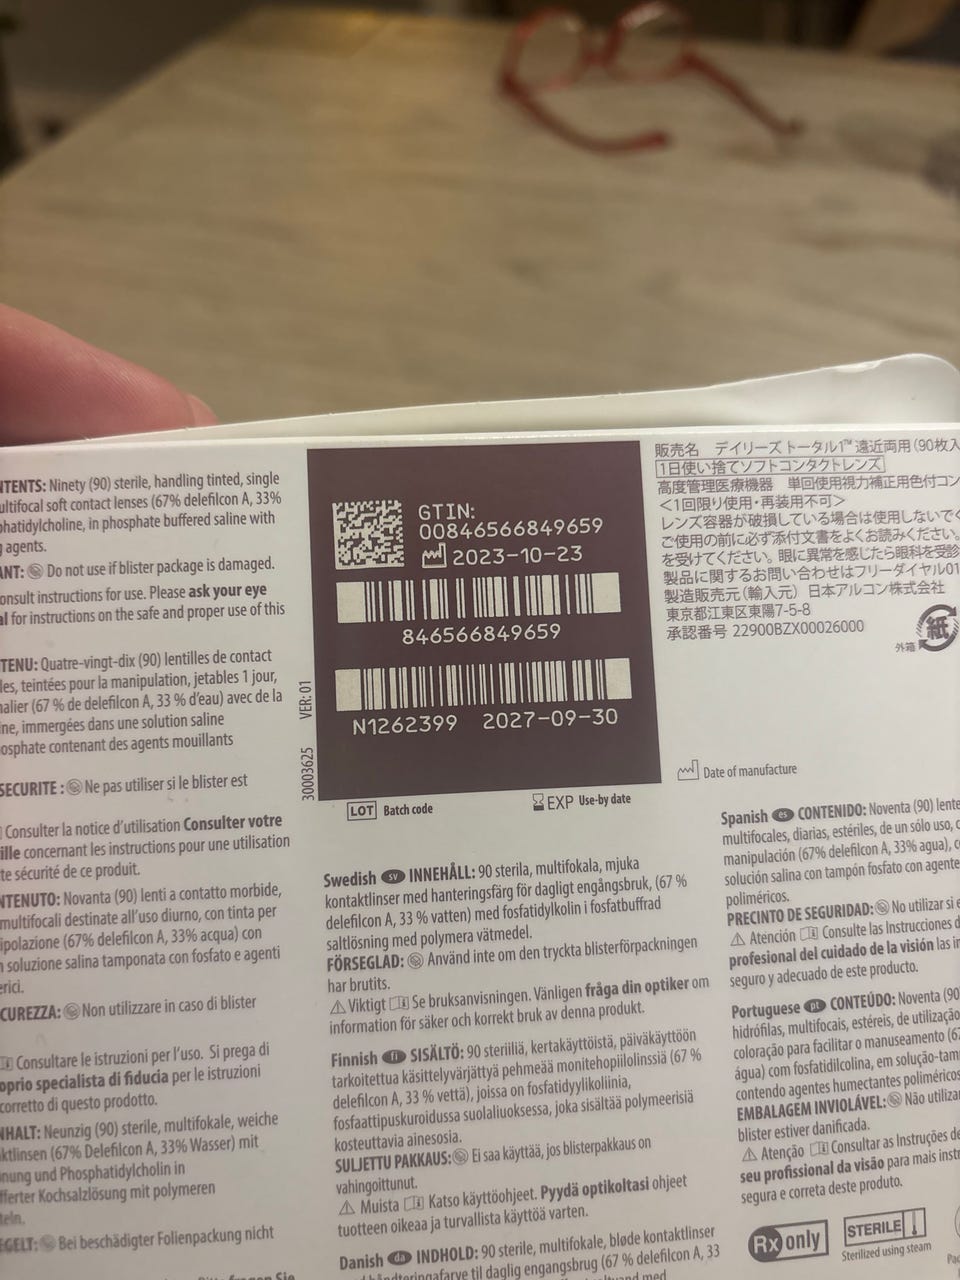 NTENTS: Ninety (90) sterile, handling tinted, single
ultifocal soft contact lenses (67% delefilcon A, 33%
phatidylcholine, in phosphate buffered saline with
g agents.
ANT: Do not use if blister package is damaged.
onsult instructions for use. Please ask your eye
al for instructions on the safe and proper use of this
TENU: Quatre-vingt-dix (90) lentilles de contact
les, teintées pour la manipulation, jetables 1 jour,
nalier (67 % de delefilcon A, 33 % d’eau) avec de la
ine, immergées dans une solution saline
osphate contenant des agents mouillants
SECURITE : Ne pas utiliser si le blister est
Consulter la notice d’utilisation Consulter votre
ille concernant les instructions pour une utilisation
te sécurité de ce produit.
NTENUTO: Novanta (90) lenti a contatto morbide,
multifocali destinate all’uso diurno, con tinta per
ipolazione (67% delefilcon A, 33% acqua) con
n soluzione salina tamponata con fosfato e agenti
erici.
CUREZZA: Non utilizzare in caso di blister
Consultare le istruzioni per l’uso. Si prega di
oprio specialista di fiducia per le istruzioni
corretto di questo prodotto.
NHALT: Neunzig (90) sterile, multifokale, weiche
aktlinsen (67% Delefilcon A, 33% Wasser) mit
nung und Phosphatidylcholin in
fferter Kochsalzlösung mit polymeren
teln.
EGELT: Bei beschädigter Folienpackung nicht
GTIN:
00846566849659
2023-10-23
846566849659
N1262399 2027-09-30
VER: 01
30003625
LOT Batch code
EXP Use-by date
販売名 デイリーズ トータル1™ 遠近両用 (90枚入
1日使い捨てソフトコンタクトレンズ
高度管理医療機器 単回使用視力補正用色付コン
＜1回限り使用・再装用不可＞
レンズ容器が破損している場合は使用しないでく
ご使用の前に必ず添付文書をよくお読みください。
を受けてください。眼に異常を感じたら眼科を受診
製品に関するお問い合わせはフリーダイヤル01
製造販売元（輸入元）日本アルコン株式会社
東京都江東区東陽7-5-8
承認番号 22900BZX00026000
外箱
紙
Date of manufacture
Swedish sv INNEHÅLL: 90 sterila, multifokala, mjuka
kontaktlinser med hanteringsfärg för dagligt engångsbruk, (67 %
delefilcon A, 33 % vatten) med fosfatidylkolin i fosfatbuffrad
saltlösning med polymera vätmedel.
FÖRSEGLAD: Använd inte om den tryckta blisterförpackningen
har brutits.
Viktigt Se bruksanvisningen. Vänligen fråga din optiker om
information för säker och korrekt bruk av denna produkt.
Finnish fi SISÄLTÖ: 90 steriiliä, kertakäyttöistä, päiväkäyttöön
tarkoitettua käsittelyvärjättyä pehmeää monitehopiilolinssiä (67 %
delefilcon A, 33 % vettä), joissa on fosfatidyylikoliinia,
fosfaattipuskuroidussa suolaliuoksessa, joka sisältää polymeerisiä
kosteuttavia ainesosia.
SULJETTU PAKKAUS: Ei saa käyttää, jos blisterpakkaus on
vahingoittunut.
Muista Katso käyttöohjeet. Pyydä optikoltasi ohjeet
tuotteen oikeaa ja turvallista käyttöä varten.
Danish da INDHOLD: 90 sterile, multifokale, bløde kontaktlinser
håndteringsfarve til daglig engangsbrug (67 % delefilcon A, 33
Spanish es CONTENIDO: Noventa (90) lente
multifocales, diarias, estériles, de un sólo uso, c
manipulación (67% delefilcon A, 33% agua), c
solución salina con tampón fosfato con agente
poliméricos.
PRECINTO DE SEGURIDAD: No utilizar si e
Atención Consulte las Instrucciones d
profesional del cuidado de la visión las in
seguro y adecuado de este producto.
Portuguese pt CONTEÚDO: Noventa (90
hidrófilas, multifocais, estéreis, de utilização
coloração para facilitar o manuseamento (67
água) com fosfatidilcolina, em solução-tam
contendo agentes humectantes poliméricos
EMBALAGEM INVIOLÁVEL: Não utilizar
blister estiver danificada.
Atenção Consultar as Instruções de
seu profissional da visão para mais instr
segura e correta deste produto.
Rx only
STERILE
Sterilized using steam